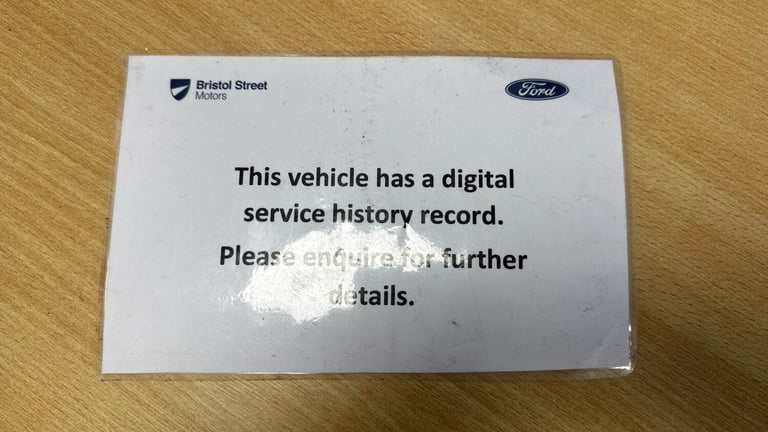 Bristol Street
Motors
Ford
This vehicle has a digital
service history record.
Please enquire for further
details.